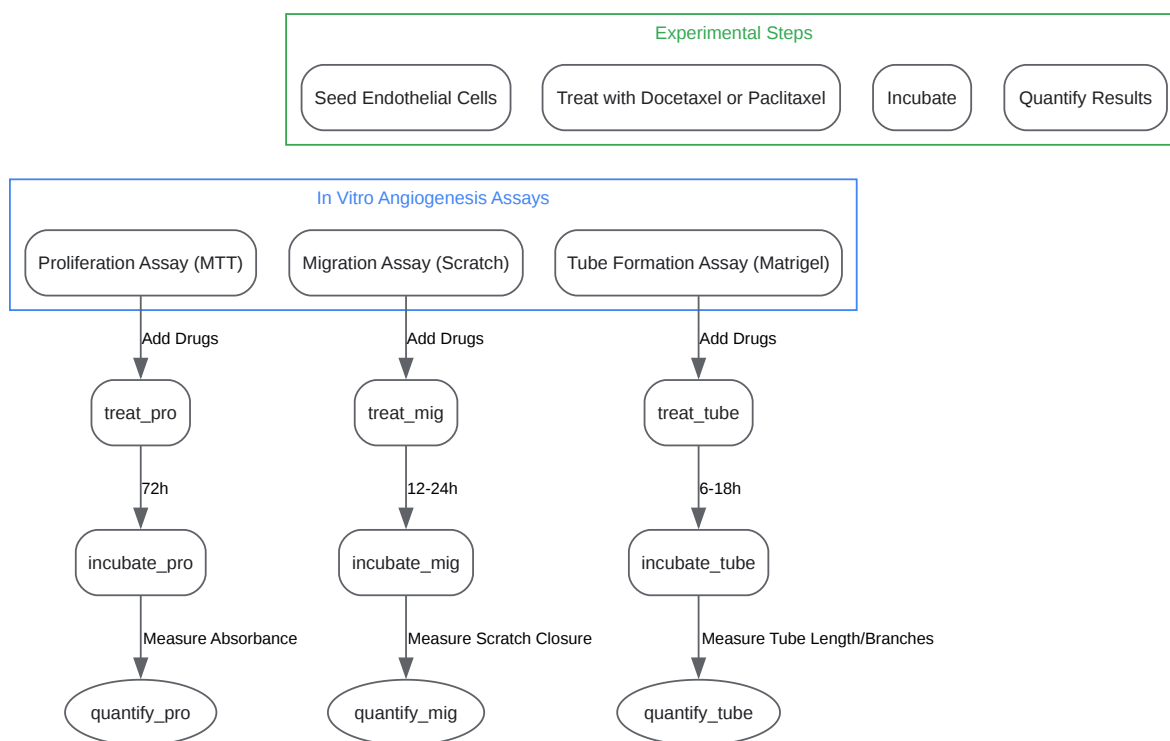 Experimental Steps
Seed Endothelial Cells
Treat with Docetaxel or Paclitaxel
Incubate
Quantify Results
In Vitro Angiogenesis Assays
Proliferation Assay (MTT)
Migration Assay (Scratch)
Tube Formation Assay (Matrigel)
Add Drugs
Add Drugs
Add Drugs
treat_pro
treat_mig
treat_tube
72h
12-24h
6-18h
incubate_pro
incubate_mig
incubate_tube
Measure Absorbance
Measure Scratch Closure
Measure Tube Length/Branches
quantify_pro
quantify_mig
quantify_tube